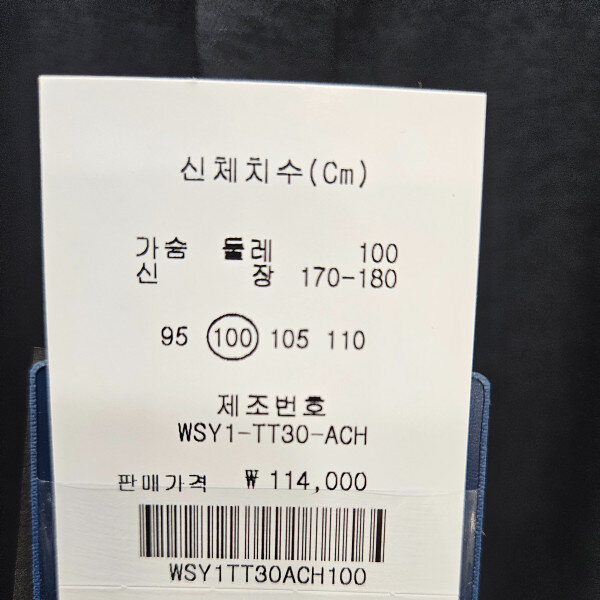 신체치수(Cm)
가슴 둘레 100
신 장 170-180
95 100 105 110
제조번호
WSY1-TT30-ACH
판매가격 ₩ 114,000
WSY1TT30ACH100